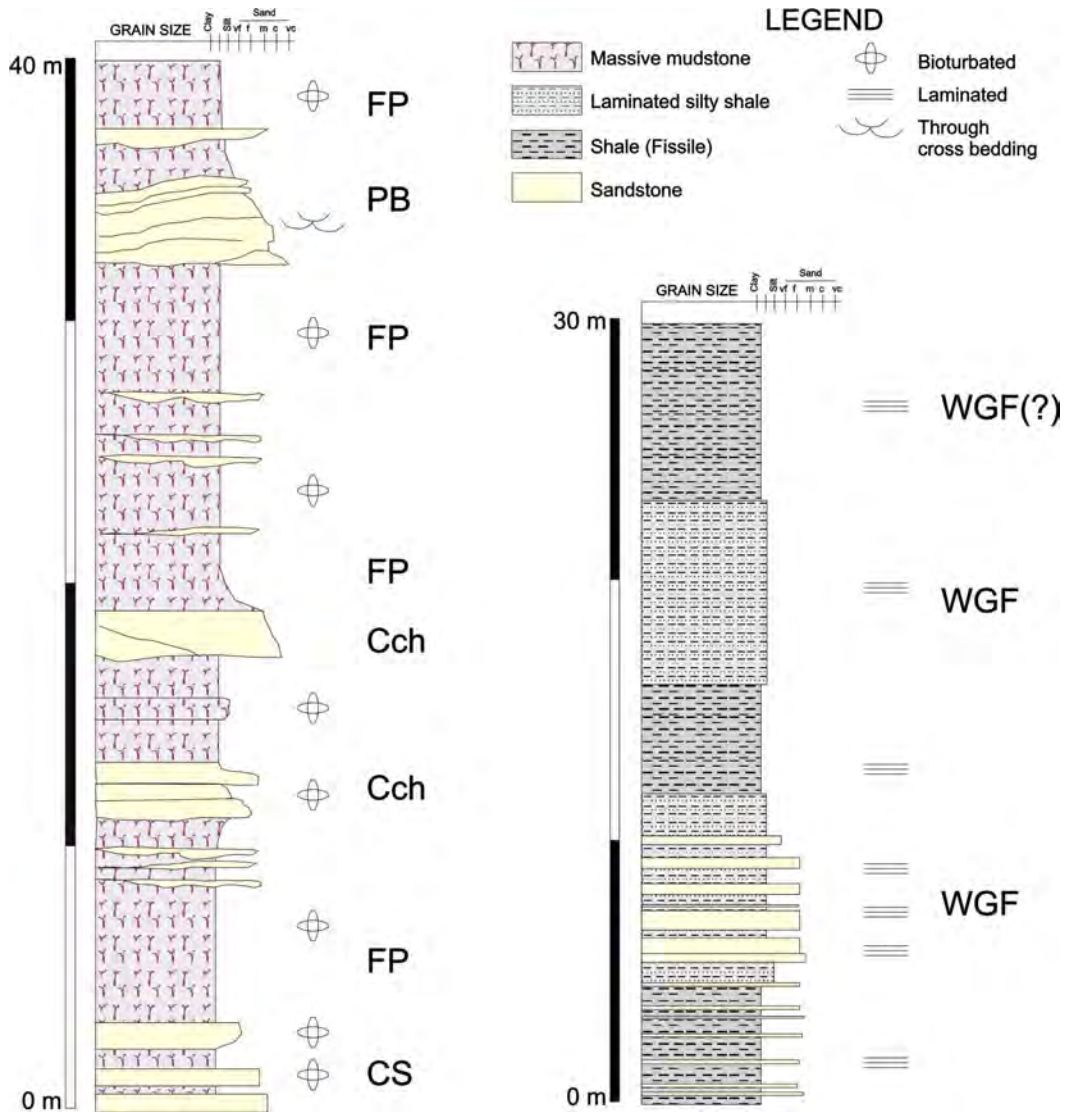 GRAIN SIZE
Clay
Silt
vf
Sand
f
m
c
vc
40 m
FP
PB
FP
FP
Cch
Cch
FP
CS
0 m
LEGEND
Massive mudstone
Laminated silty shale
Shale (Fissile)
Sandstone
Bioturbated
Laminated
Through
cross bedding
GRAIN SIZE
Clay
Silt
vf
Sand
f
m
c
vc
30 m
WGF(?)
WGF
WGF
0 m